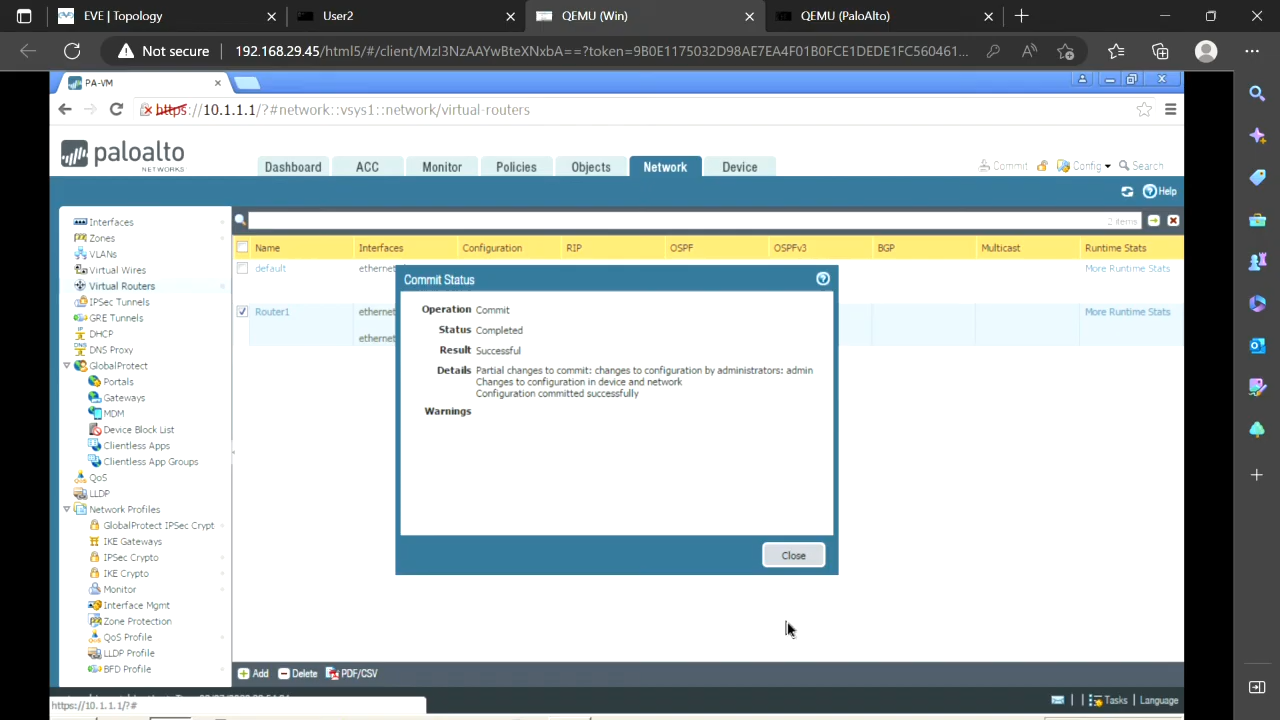 EVE | Topology
User2
QEMU (Win)
QEMU (PaloAlto)
Not secure
192.168.29.45/html5/#/client/MzI3NzAAYwBteXNxbA==?token=9B0E1175032D98AE7EA4F01B0FCE1DEDE1FC560461...
PA-VM
https://10.1.1.1/?#network::vsys1::network/virtual-routers
paloalto
NETWORKS
Dashboard
ACC
Monitor
Policies
Objects
Network
Device
Commit
Config
Search
Help
2 items
Name
Interfaces
Configuration
RIP
OSPF
OSPFv3
BGP
Multicast
Runtime Stats
default
ethernet
More Runtime Stats
Router1
ethernet
More Runtime Stats
ethernet
Interfaces
Zones
VLANs
Virtual Wires
Virtual Routers
IPSec Tunnels
GRE Tunnels
DHCP
DNS Proxy
GlobalProtect
Portals
Gateways
MDM
Device Block List
Clientless Apps
Clientless App Groups
QoS
LLDP
Network Profiles
GlobalProtect IPSec Crypt
IKE Gateways
IPSec Crypto
IKE Crypto
Monitor
Interface Mgmt
Zone Protection
QoS Profile
LLDP Profile
BFD Profile
Commit Status
Operation Commit
Status Completed
Result Successful
Details Partial changes to commit: changes to configuration by administrators: admin
Changes to configuration in device and network
Configuration committed successfully
Warnings
Close
Add
Delete
PDF/CSV
https://10.1.1.1/?#
Tasks
Language